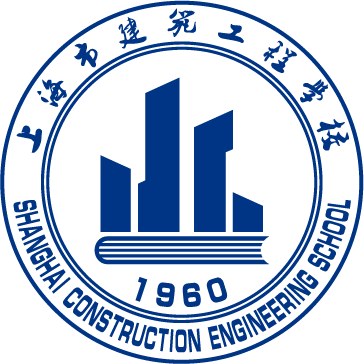 上海市建筑工程学校
1960
SHANGHAI CONSTRUCTION ENGINEERING SCHOOL